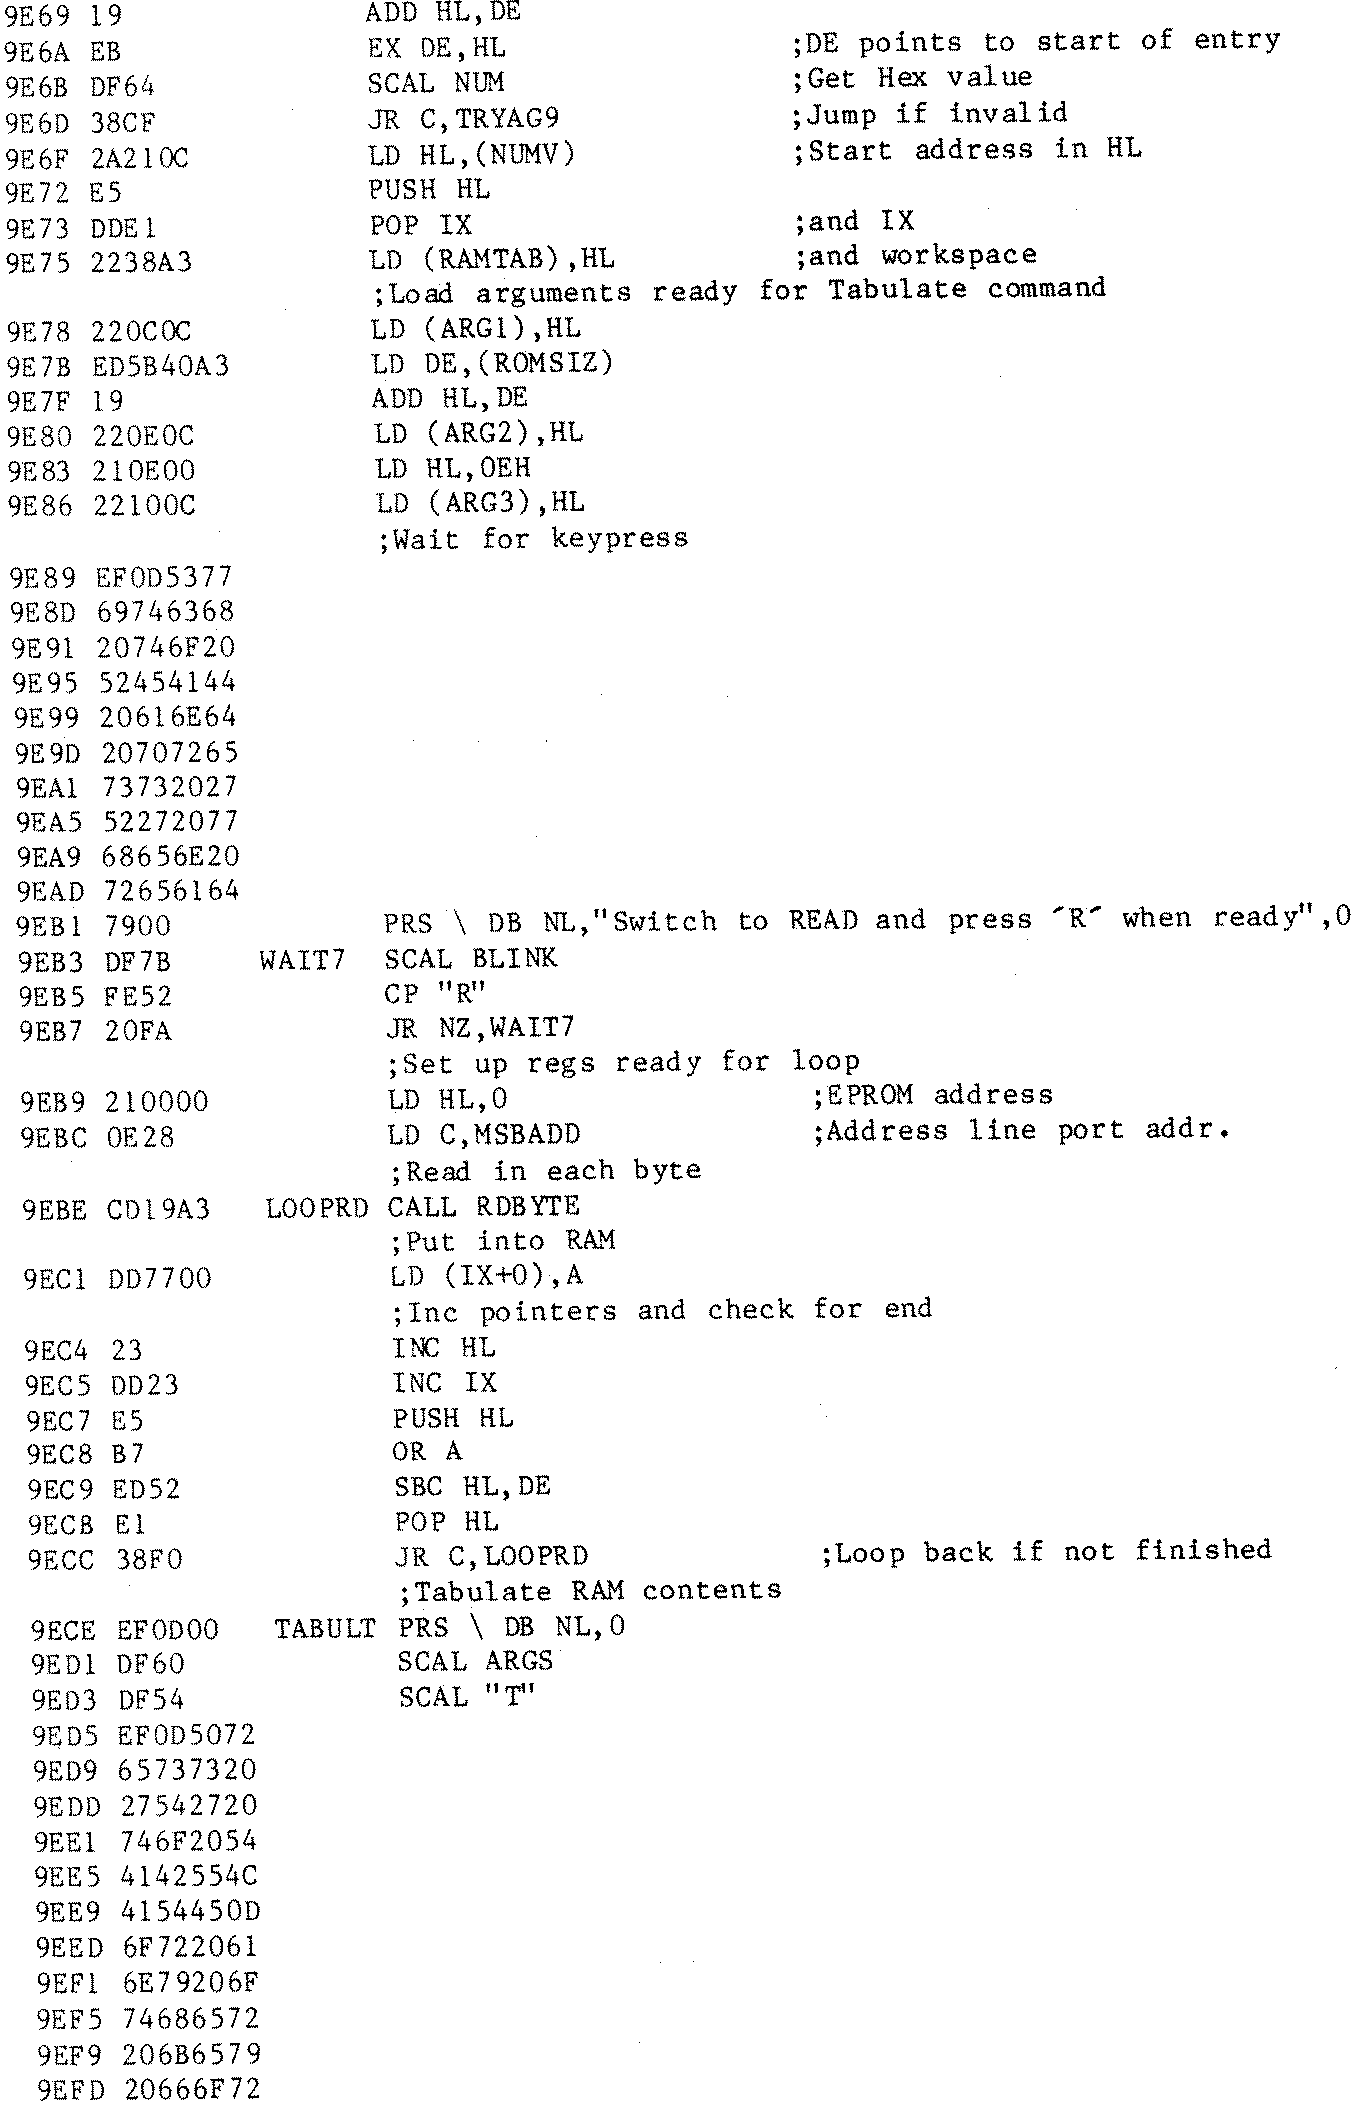 9E69 19 ADD HL,DE
9E6A EB EX DE,HL ;DE points to start of entry
9E6B DF64 SCAL NUM ;Get Hex value
9E6D 38CF JR C,TRYAG9 ;Jump if invalid
9E6F 2A210C LD HL,(NUMV) ;Start address in HL
9E72 E5 PUSH HL
9E73 DDE1 POP IX ;and IX
9E75 2238A3 LD (RAMTAB),HL ;and workspace
;Load arguments ready for Tabulate command
9E78 220C0C LD (ARG1),HL
9E7B ED5B40A3 LD DE,(ROMSIZ)
9E7F 19 ADD HL,DE
9E80 220E0C LD (ARG2),HL
9E83 210E00 LD HL,0EH
9E86 22100C LD (ARG3),HL
;Wait for keypress
9E89 EF0D5377
9E8D 69746368
9E91 20746F20
9E95 52454144
9E99 20616E64
9E9D 20707265
9EA1 73732027
9EA5 52272077
9EA9 68656E20
9EAD 72656164
9EB1 7900 PRS \ DB NL,"Switch to READ and press ´R´ when ready",0
9EB3 DF7B WAIT7 SCAL BLINK
9EB5 FE52 CP "R"
9EB7 20FA JR NZ,WAIT7
;Set up regs ready for loop
9EB9 210000 LD HL,0 ;EPROM address
9EBC 0E28 LD C,MSBADD ;Address line port addr.
;Read in each byte
9EBE CD19A3 LOOPRD CALL RDBYTE
;Put into RAM
9EC1 DD7700 LD (IX+0),A
;Inc pointers and check for end
9EC4 23 INC HL
9EC5 DD23 INC IX
9EC7 E5 PUSH HL
9EC8 B7 OR A
9EC9 ED52 SBC HL,DE
9ECB E1 POP HL
9ECC 38F0 JR C,LOOPRD ;Loop back if not finished
;Tabulate RAM contents
9ECE EF0D00 TABULT PRS \ DB NL,0
9ED1 DF60 SCAL ARGS
9ED3 DF54 SCAL "T"
9ED5 EF0D5072
9ED9 65737320
9EDD 27542720
9EE1 746F2054
9EE5 4142554C
9EE9 4154450D
9EED 6F722061
9EF1 6E79206F
9EF5 74686572
9EF9 206B6579
9EFD 20666F72